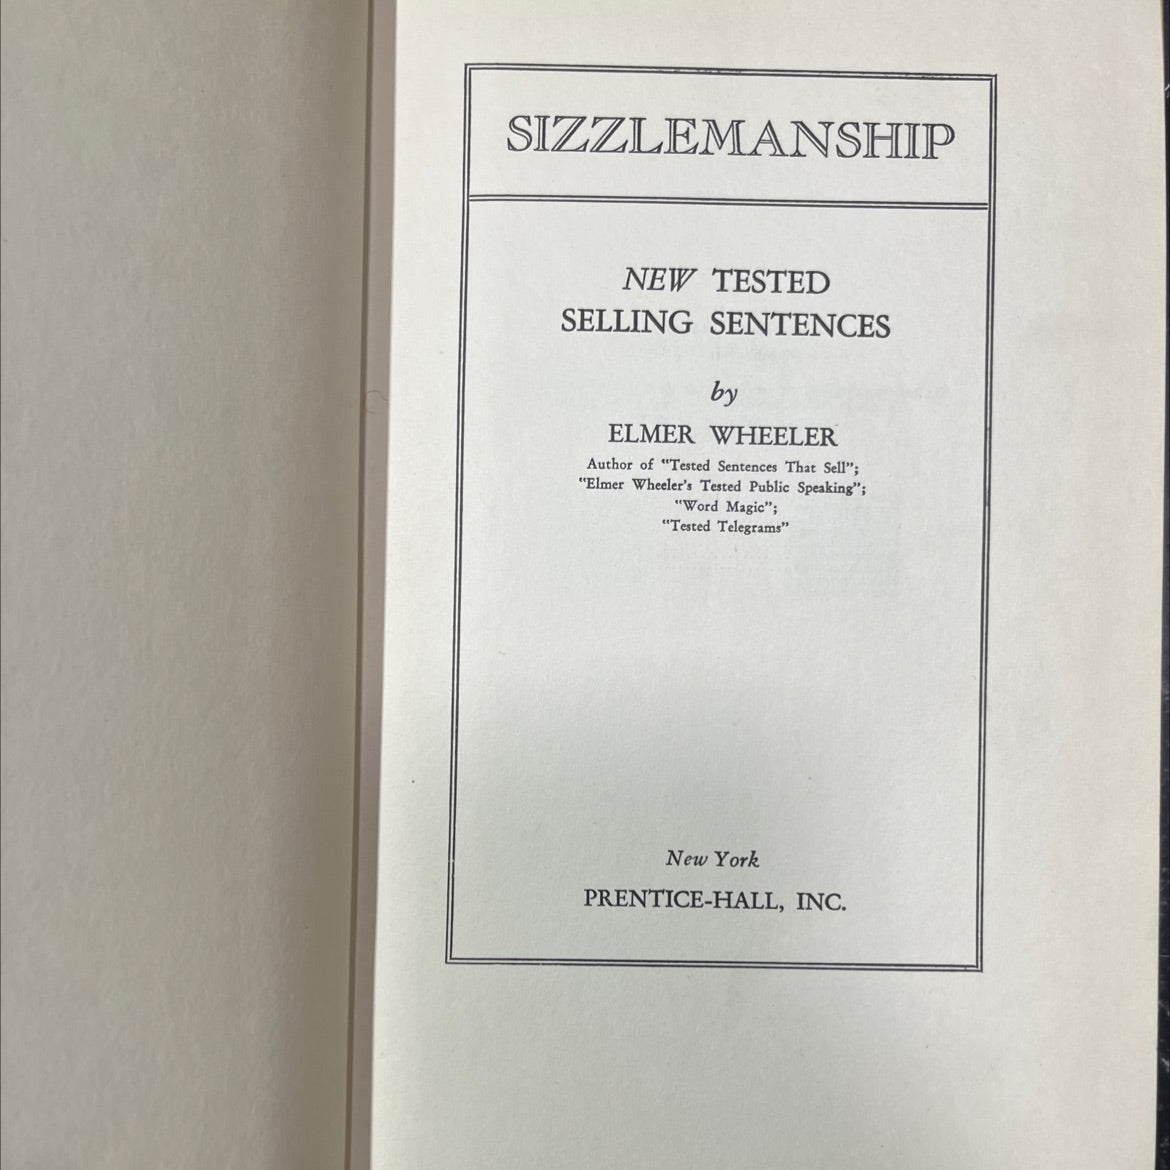 SIZZLEMANSHIP
NEW TESTED
SELLING SENTENCES
by
ELMER WHEELER
Author of "Tested Sentences That Sell";
"Elmer Wheeler's Tested Public Speaking";
"Word Magic";
"Tested Telegrams"
New York
PRENTICE-HALL, INC.